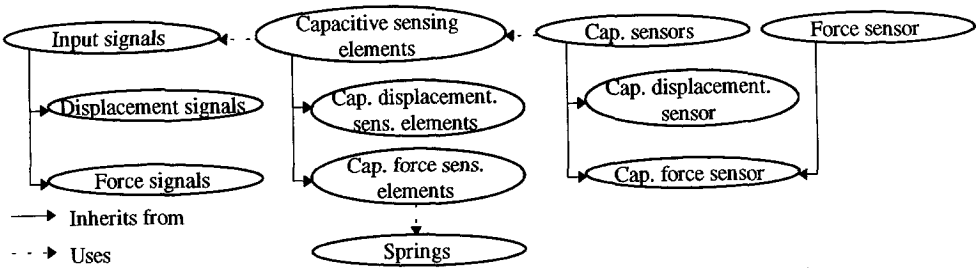 Input signals
Capacitive sensing
elements
Cap. sensors
Force sensor
Displacement signals
Cap. displacement.
sens. elements
Cap. displacement.
sensor
Force signals
Cap. force sens.
elements
Cap. force sensor
Inherits from
Uses
Springs